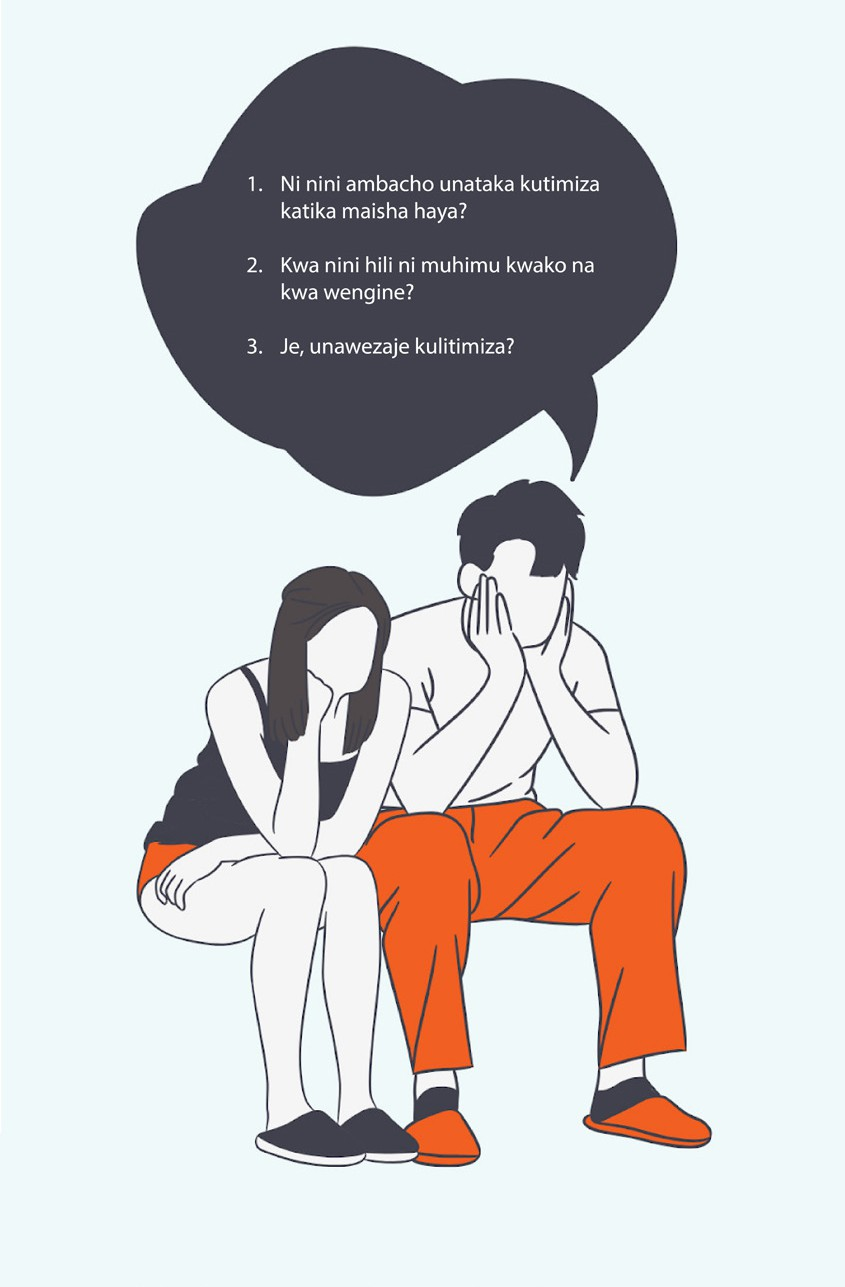 1. Ni nini ambacho unataka kutimiza
katika maisha haya?
2. Kwa nini hili ni muhimu kwako na
kwa wengine?
3. Je, unawezaje kulitimiza?